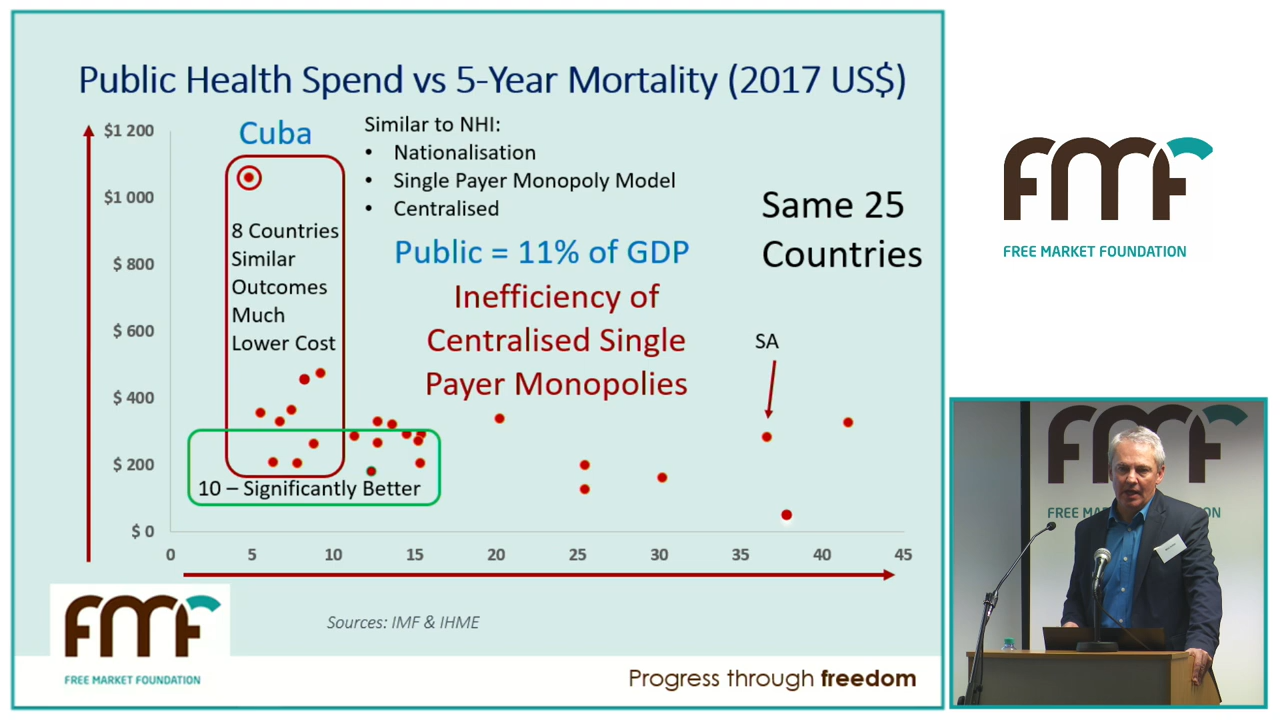 Public Health Spend vs 5-Year Mortality (2017 US$)
$1 200
$1 000
$ 800
$ 600
$ 400
$ 200
$ 0
0
5
10
15
20
25
30
35
40
45
Cuba
8 Countries
Similar
Outcomes
Much
Lower Cost
10 – Significantly Better
Similar to NHI:
• Nationalisation
• Single Payer Monopoly Model
• Centralised
Public = 11% of GDP
Inefficiency of
Centralised Single
Payer Monopolies
Same 25
Countries
SA
Sources: IMF & IHME
FMF
FREE MARKET FOUNDATION
Progress through freedom
FMF
FREE MARKET FOUNDATION
FMF
FREE MA
ON